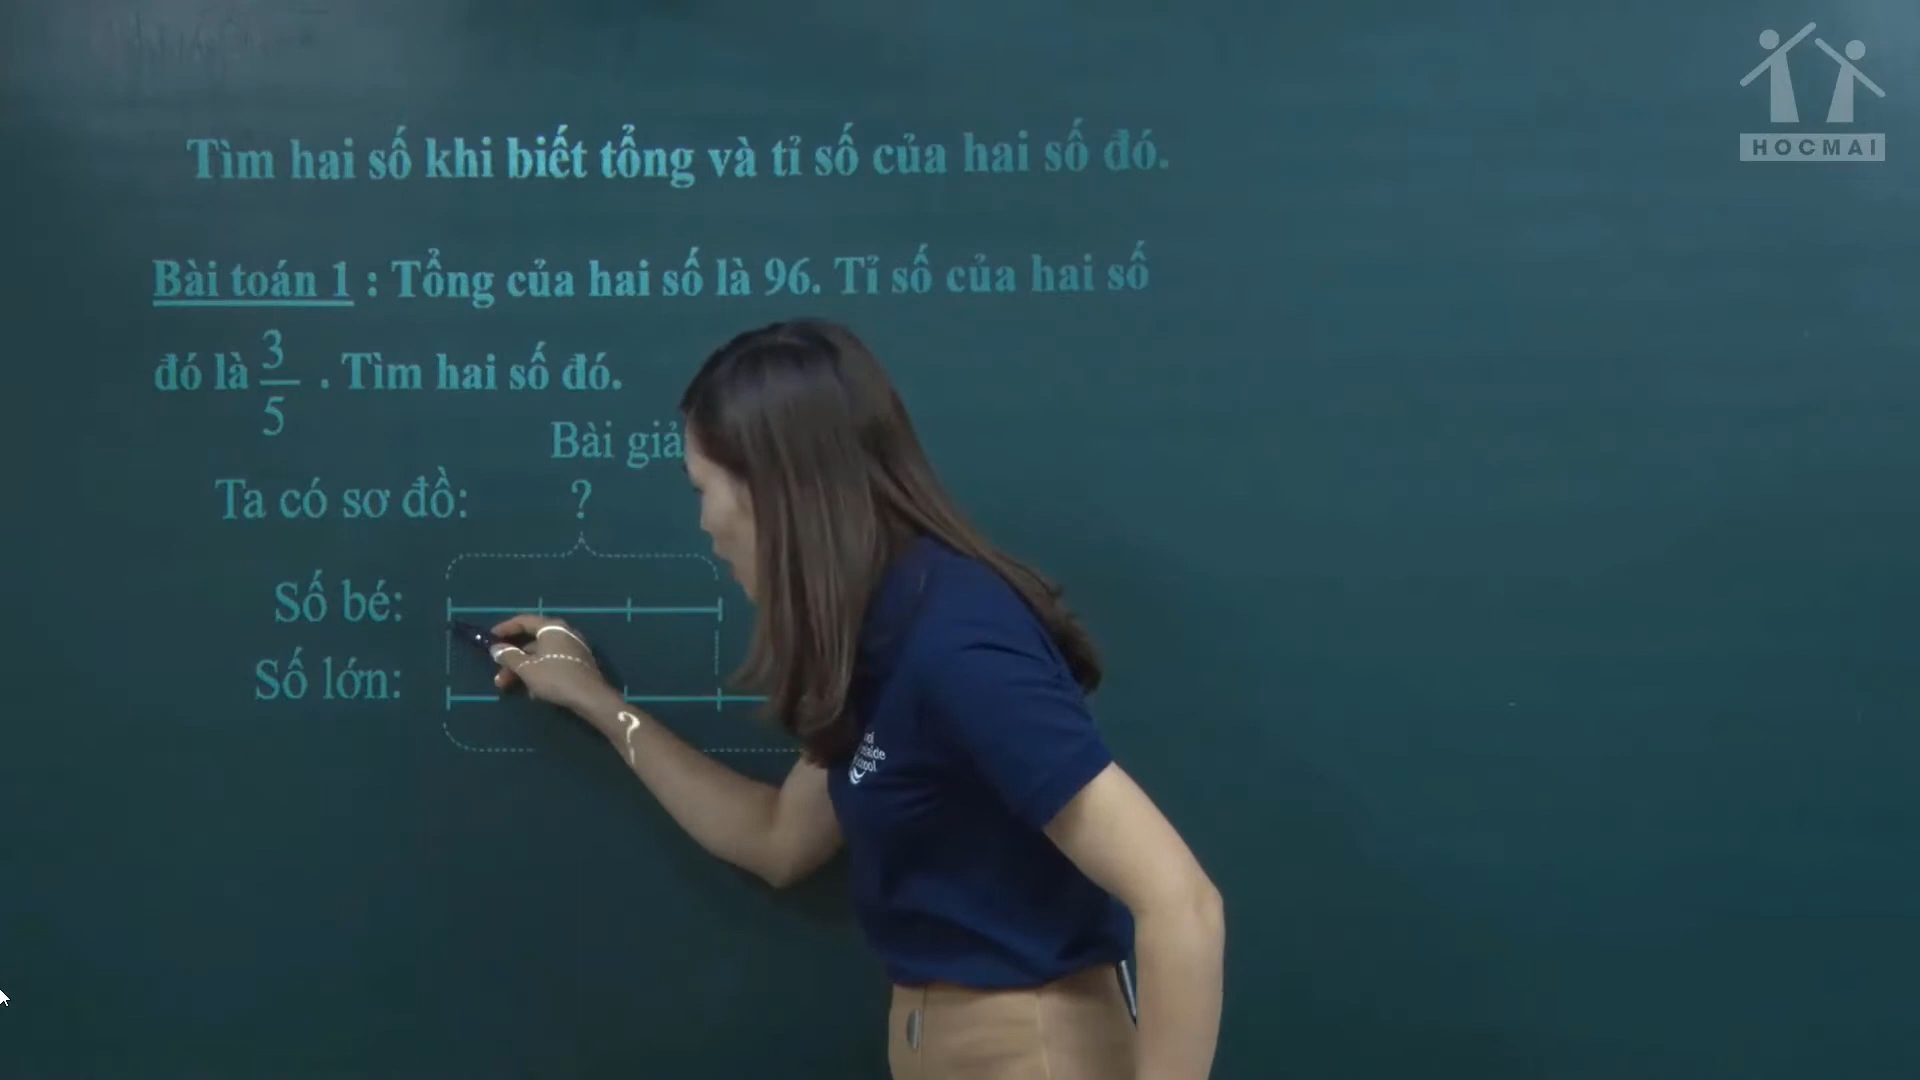 HOCMAI
Tìm hai số khi biết tổng và tỉ số của hai số đó.
Bài toán 1 : Tổng của hai số là 96. Tỉ số của hai số
đó là 3/5 . Tìm hai số đó.
Bài giả
Ta có sơ đồ: ?
Số bé:
Số lớn:
?